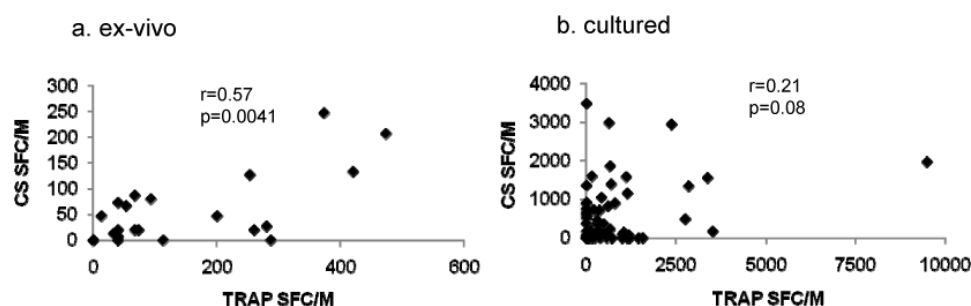 a. ex-vivo
r=0.57
p=0.0041
CS SFC/M
300
250
200
150
100
50
0
0 200 400 600
TRAP SFC/M
b. cultured
r=0.21
p=0.08
CS SFC/M
4000
3000
2000
1000
0
0 2500 5000 7500 10000
TRAP SFC/M